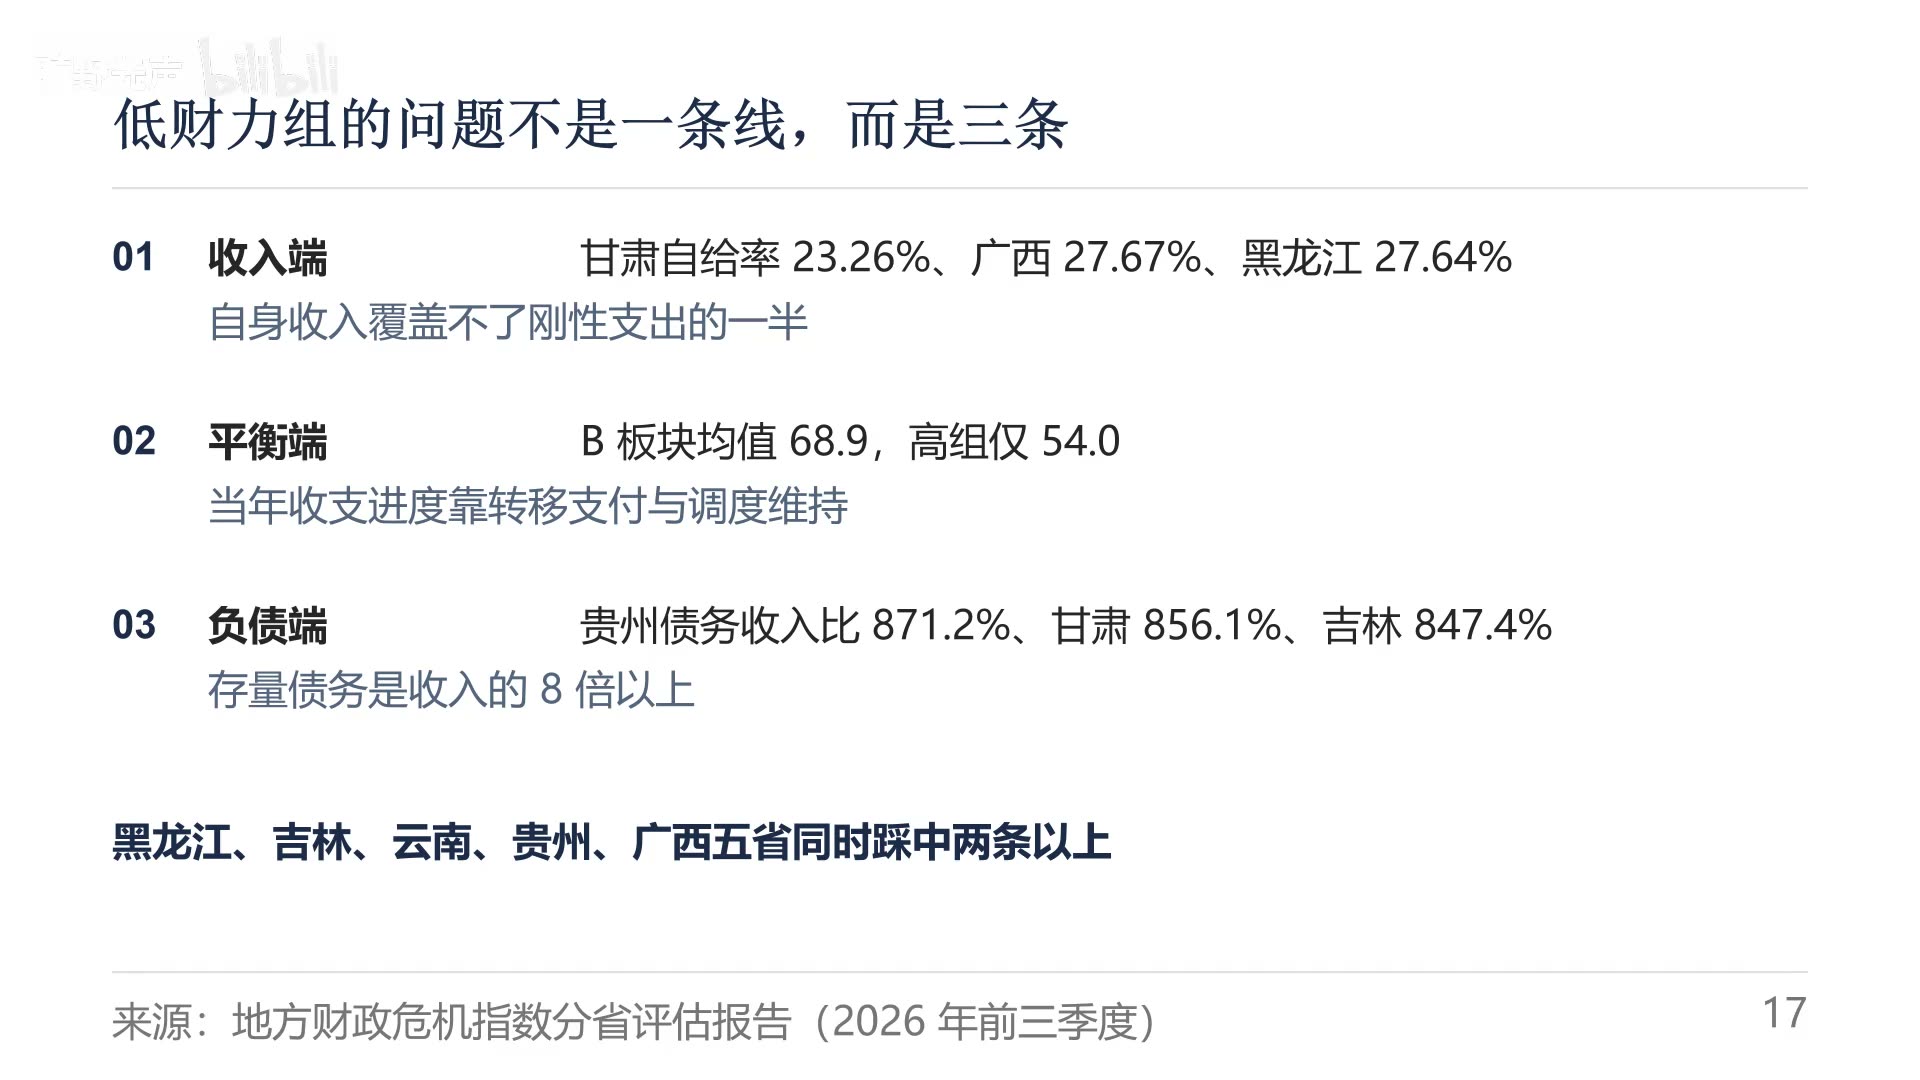 bilibili
低财力组的问题不是一条线，而是三条
01 收入端 甘肃自给率 23.26%、广西 27.67%、黑龙江 27.64%
自身收入覆盖不了刚性支出的一半
02 平衡端 B 板块均值 68.9，高组仅 54.0
当年收支进度靠转移支付与调度维持
03 负债端 贵州债务收入比 871.2%、甘肃 856.1%、吉林 847.4%
存量债务是收入的 8 倍以上
黑龙江、吉林、云南、贵州、广西五省同时踩中两条以上
来源：地方财政危机指数分省评估报告（2026 年前三季度）
17